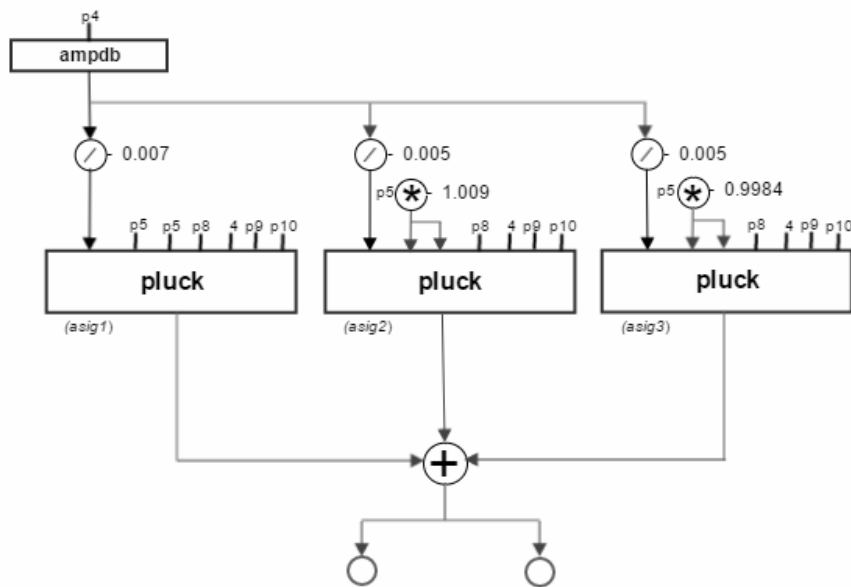 p4
ampdb
/ 0.007 / 0.005 / 0.005
p5 * 1.009 p5 * 0.9984
p5 p5 p8 4 p9 p10 p8 4 p9 p10 p8 4 p9 p10
pluck pluck pluck
(asig1) (asig2) (asig3)
+